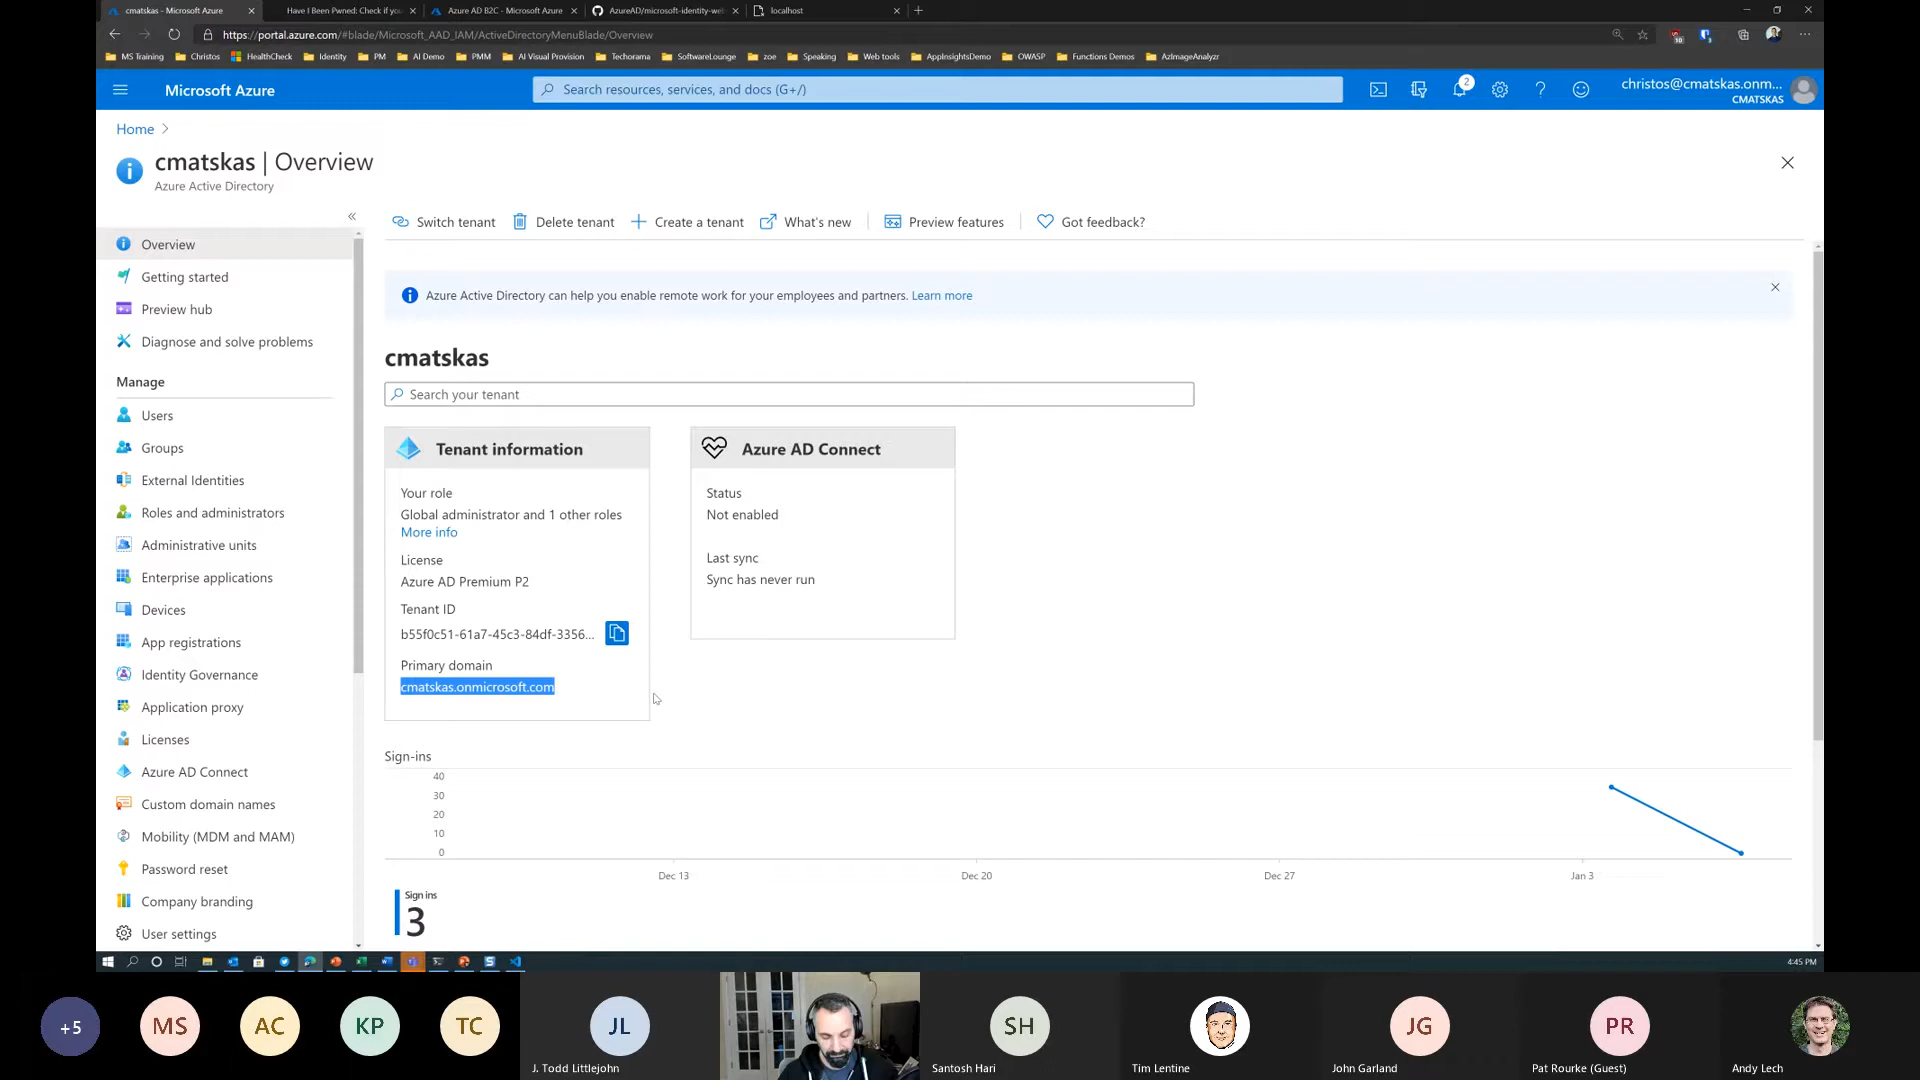 cmatskas - Microsoft Azure
Have I Been Pwned: Check if yo
Azure AD B2C - Microsoft Azure
AzureAD/microsoft-identity-we
localhost
https://portal.azure.com/#blade/Microsoft_AAD_IAM/ActiveDirectoryMenuBlade/Overview
MS Training
Christos
HealthCheck
Identity
PM
AI Demo
PMM
AI Visual Provision
Techorama
SoftwareLounge
zoe
Speaking
Web tools
AppInsightsDemo
OWASP
Functions Demos
AzImageAnalyzr
Microsoft Azure
Search resources, services, and docs (G+/)
2
christos@cmatskas.onm...
CMATSKAS
Home
cmatskas | Overview
Azure Active Directory
Switch tenant
Delete tenant
Create a tenant
What's new
Preview features
Got feedback?
Overview
Getting started
Preview hub
Diagnose and solve problems
Manage
Users
Groups
External Identities
Roles and administrators
Administrative units
Enterprise applications
Devices
App registrations
Identity Governance
Application proxy
Licenses
Azure AD Connect
Custom domain names
Mobility (MDM and MAM)
Password reset
Company branding
User settings
Azure Active Directory can help you enable remote work for your employees and partners. Learn more
cmatskas
Search your tenant
Tenant information
Your role
Global administrator and 1 other roles
More info
License
Azure AD Premium P2
Tenant ID
b55f0c51-61a7-45c3-84df-3356...
Primary domain
cmatskas.onmicrosoft.com
Azure AD Connect
Status
Not enabled
Last sync
Sync has never run
Sign-ins
40
30
20
10
0
Dec 13
Dec 20
Dec 27
Jan 3
Sign ins
3
4:45 PM
+5
MS
AC
KP
TC
JL
J. Todd Littlejohn
SH
Santosh Hari
Tim Lentine
JG
John Garland
PR
Pat Rourke (Guest)
Andy Lech